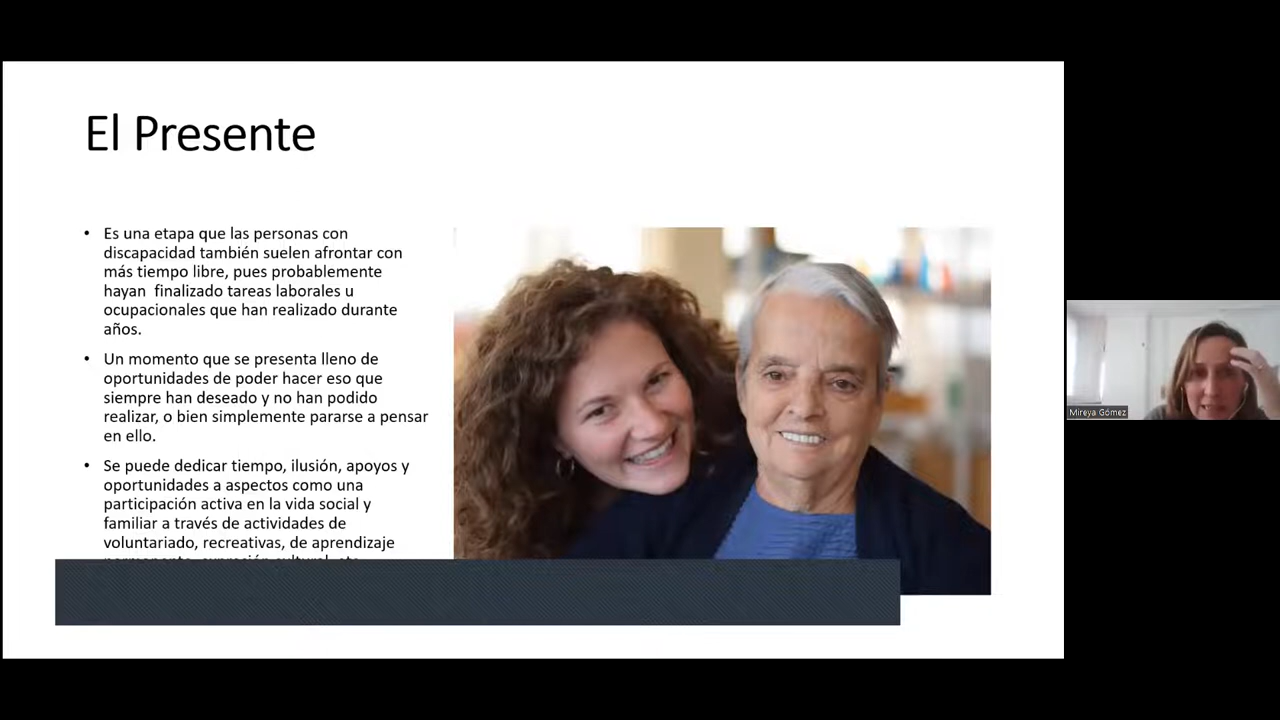 El Presente
• Es una etapa que las personas con
discapacidad también suelen afrontar con
más tiempo libre, pues probablemente
hayan finalizado tareas laborales u
ocupacionales que han realizado durante
años.
• Un momento que se presenta lleno de
oportunidades de poder hacer eso que
siempre han deseado y no han podido
realizar, o bien simplemente pararse a pensar
en ello.
• Se puede dedicar tiempo, ilusión, apoyos y
oportunidades a aspectos como una
participación activa en la vida social y
familiar a través de actividades de
voluntariado, recreativas, de aprendizaje
Mireya Gómez